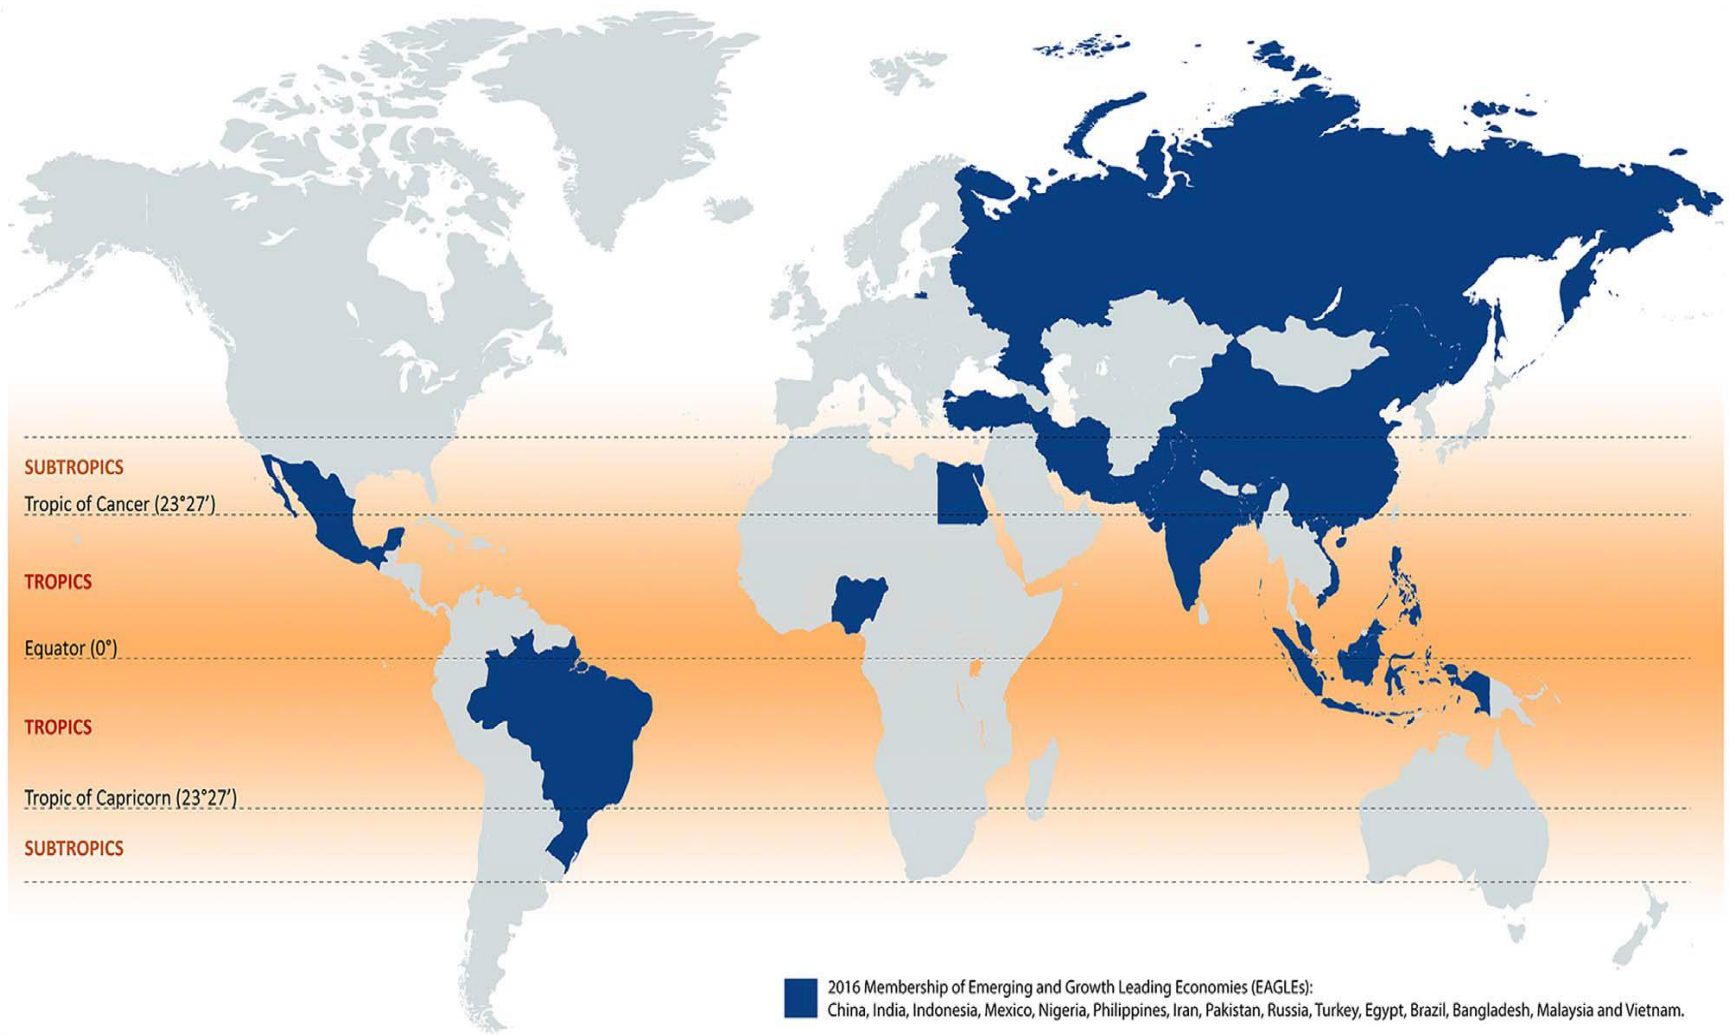 SUBTROPICS
Tropic of Cancer (23°27′)
TROPICS
Equator (0°)
TROPICS
Tropic of Capricorn (23°27′)
SUBTROPICS
2016 Membership of Emerging and Growth Leading Economies (EAGLEs):
China, India, Indonesia, Mexico, Nigeria, Philippines, Iran, Pakistan, Russia, Turkey, Egypt, Brazil, Bangladesh, Malaysia and Vietnam.